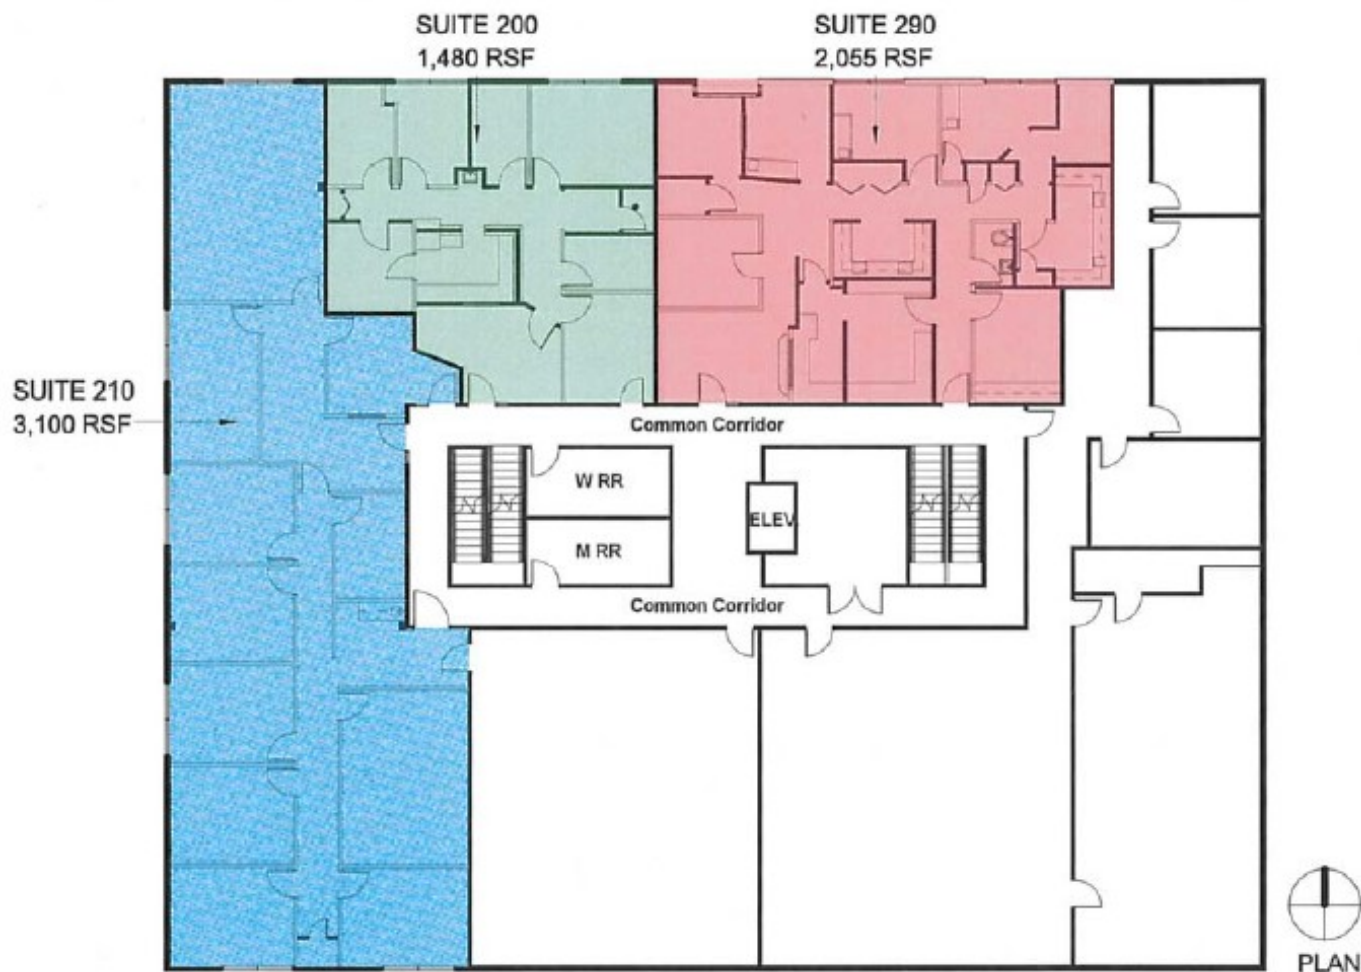 SUITE 200
1,480 RSF
SUITE 290
2,055 RSF
SUITE 210
3,100 RSF
Common Corridor
W RR
ELEV.
M RR
Common Corridor
PLAN